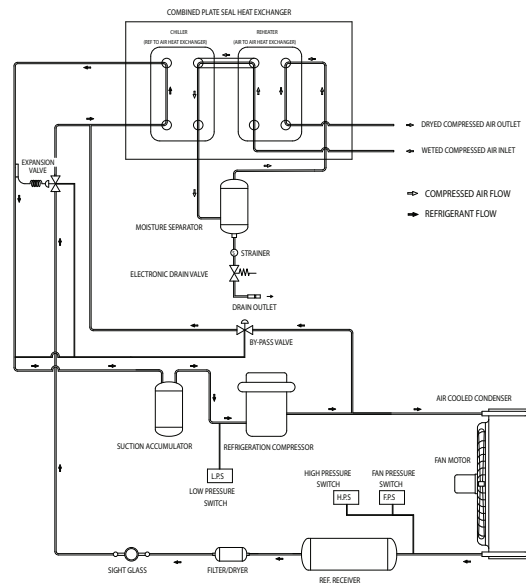 COMBINED PLATE SEAL HEAT EXCHANGER
CHILLER
(REF TO AIR HEAT EXCHANGER)
REHEATER
(AIR TO AIR HEAT EXCHANGER)
DRYED COMPRESSED AIR OUTLET
WETED COMPRESSED AIR INLET
EXPANSION
VALVE
COMPRESSED AIR FLOW
REFRIGERANT FLOW
MOISTURE SEPARATOR
STRAINER
ELECTRONIC DRAIN VALVE
DRAIN OUTLET
BY-PASS VALVE
AIR COOLED CONDENSER
SUCTION ACCUMULATOR
REFRIGERATION COMPRESSOR
FAN MOTOR
L.P.S
LOW PRESSURE
SWITCH
HIGH PRESSURE
SWITCH
FAN PRESSURE
SWITCH
H.P.S
F.P.S
SIGHT GLASS
FILTER/DRYER
REF. RECEIVER